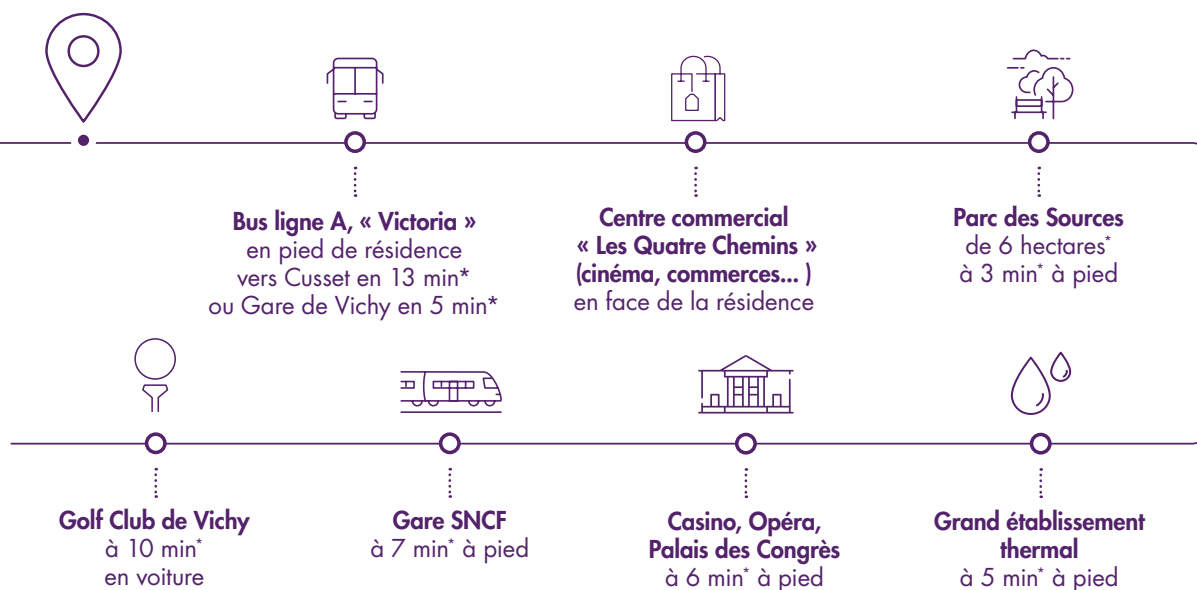 Bus ligne A, « Victoria »
en pied de résidence
vers Cusset en 13 min*
ou Gare de Vichy en 5 min*
Centre commercial
« Les Quatre Chemins »
(cinéma, commerces... )
en face de la résidence
Parc des Sources
de 6 hectares*
à 3 min* à pied
Golf Club de Vichy
à 10 min*
en voiture
Gare SNCF
à 7 min* à pied
Casino, Opéra,
Palais des Congrès
à 6 min* à pied
Grand établissement
thermal
à 5 min* à pied